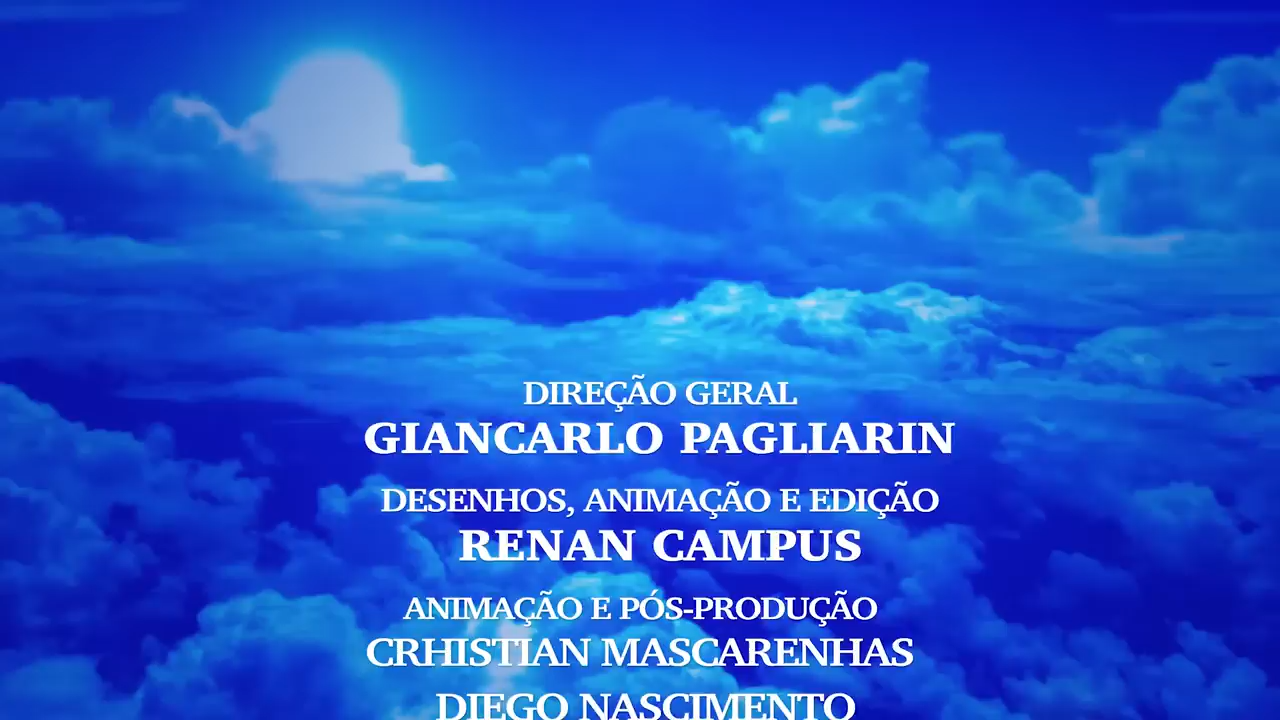 DIREÇÃO GERAL
GIANCARLO PAGLIARIN
DESENHOS, ANIMAÇÃO E EDIÇÃO
RENAN CAMPUS
ANIMAÇÃO E PÓS-PRODUÇÃO
CRHISTIAN MASCARENHAS
DIEGO NASCIMENTO